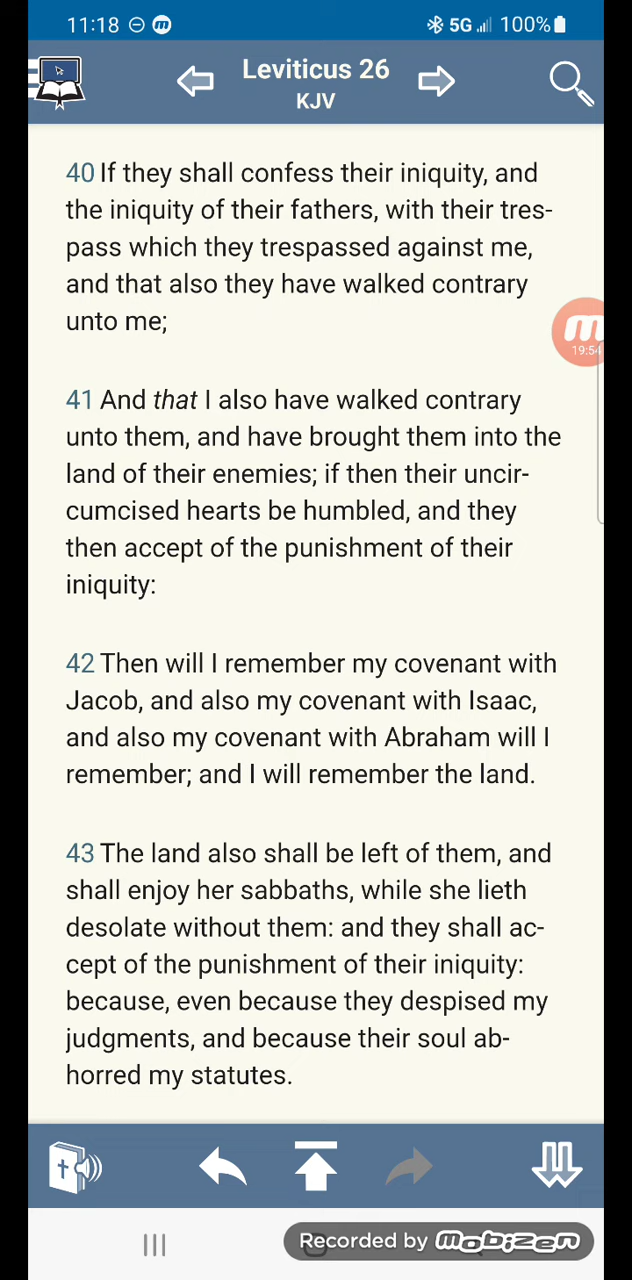 11:18 m 5G 100%
Leviticus 26
KJV
40 If they shall confess their iniquity, and
the iniquity of their fathers, with their tres-
pass which they trespassed against me,
and that also they have walked contrary
unto me;
m
19:54
41 And that I also have walked contrary
unto them, and have brought them into the
land of their enemies; if then their uncir-
cumcised hearts be humbled, and they
then accept of the punishment of their
iniquity:
42 Then will I remember my covenant with
Jacob, and also my covenant with Isaac,
and also my covenant with Abraham will I
remember; and I will remember the land.
43 The land also shall be left of them, and
shall enjoy her sabbaths, while she lieth
desolate without them: and they shall ac-
cept of the punishment of their iniquity:
because, even because they despised my
judgments, and because their soul ab-
horred my statutes.
Recorded by mobizen